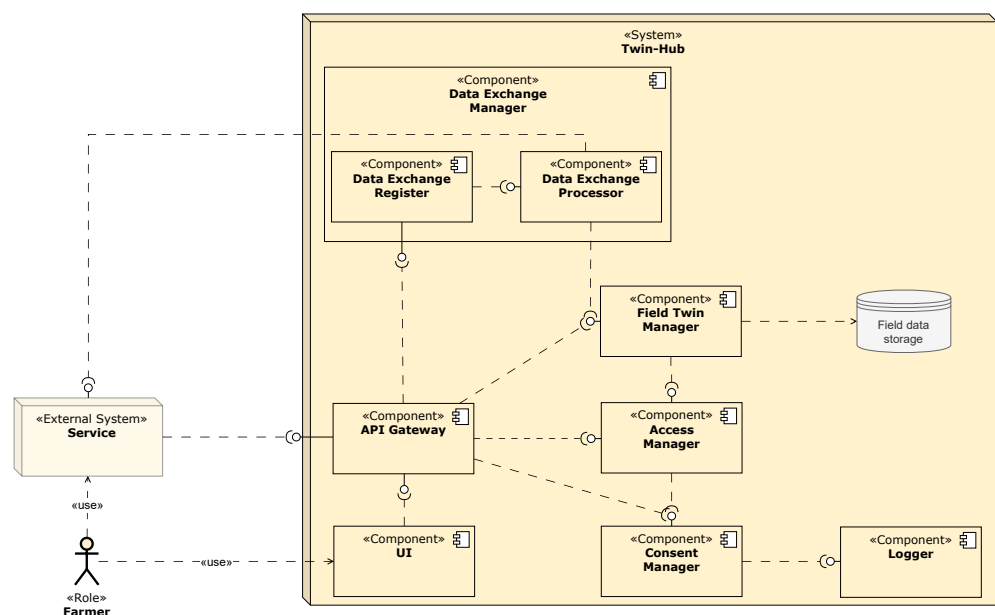 «System»
Twin-Hub
«Component»
Data Exchange
Manager
«Component»
Data Exchange
Register
«Component»
Data Exchange
Processor
«Component»
Field Twin
Manager
Field data
storage
«External System»
Service
«Component»
API Gateway
«Component»
Access
Manager
«use»
«Component»
UI
«Component»
Consent
Manager
«Component»
Logger
«use»
«Role»
Farmer